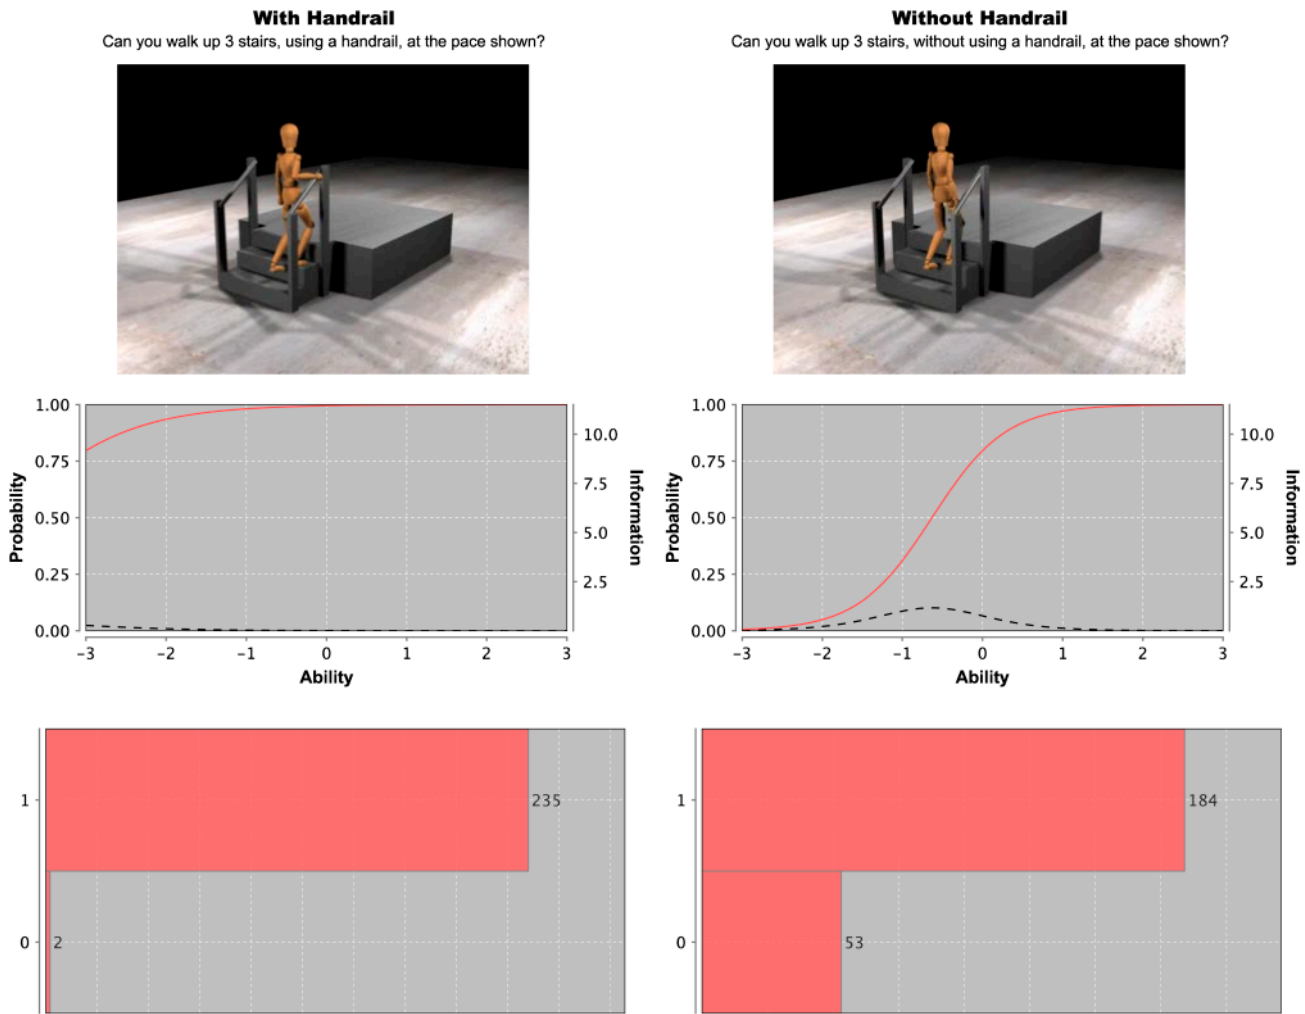 With Handrail
Can you walk up 3 stairs, using a handrail, at the pace shown?
Without Handrail
Can you walk up 3 stairs, without using a handrail, at the pace shown?
1.00
0.75
0.50
0.25
0.00
Probability
10.0
7.5
5.0
2.5
Information
−3 −2 −1 0 1 2 3
Ability
1.00
0.75
0.50
0.25
0.00
Probability
10.0
7.5
5.0
2.5
Information
−3 −2 −1 0 1 2 3
Ability
1 235
0 2
1 184
0 53